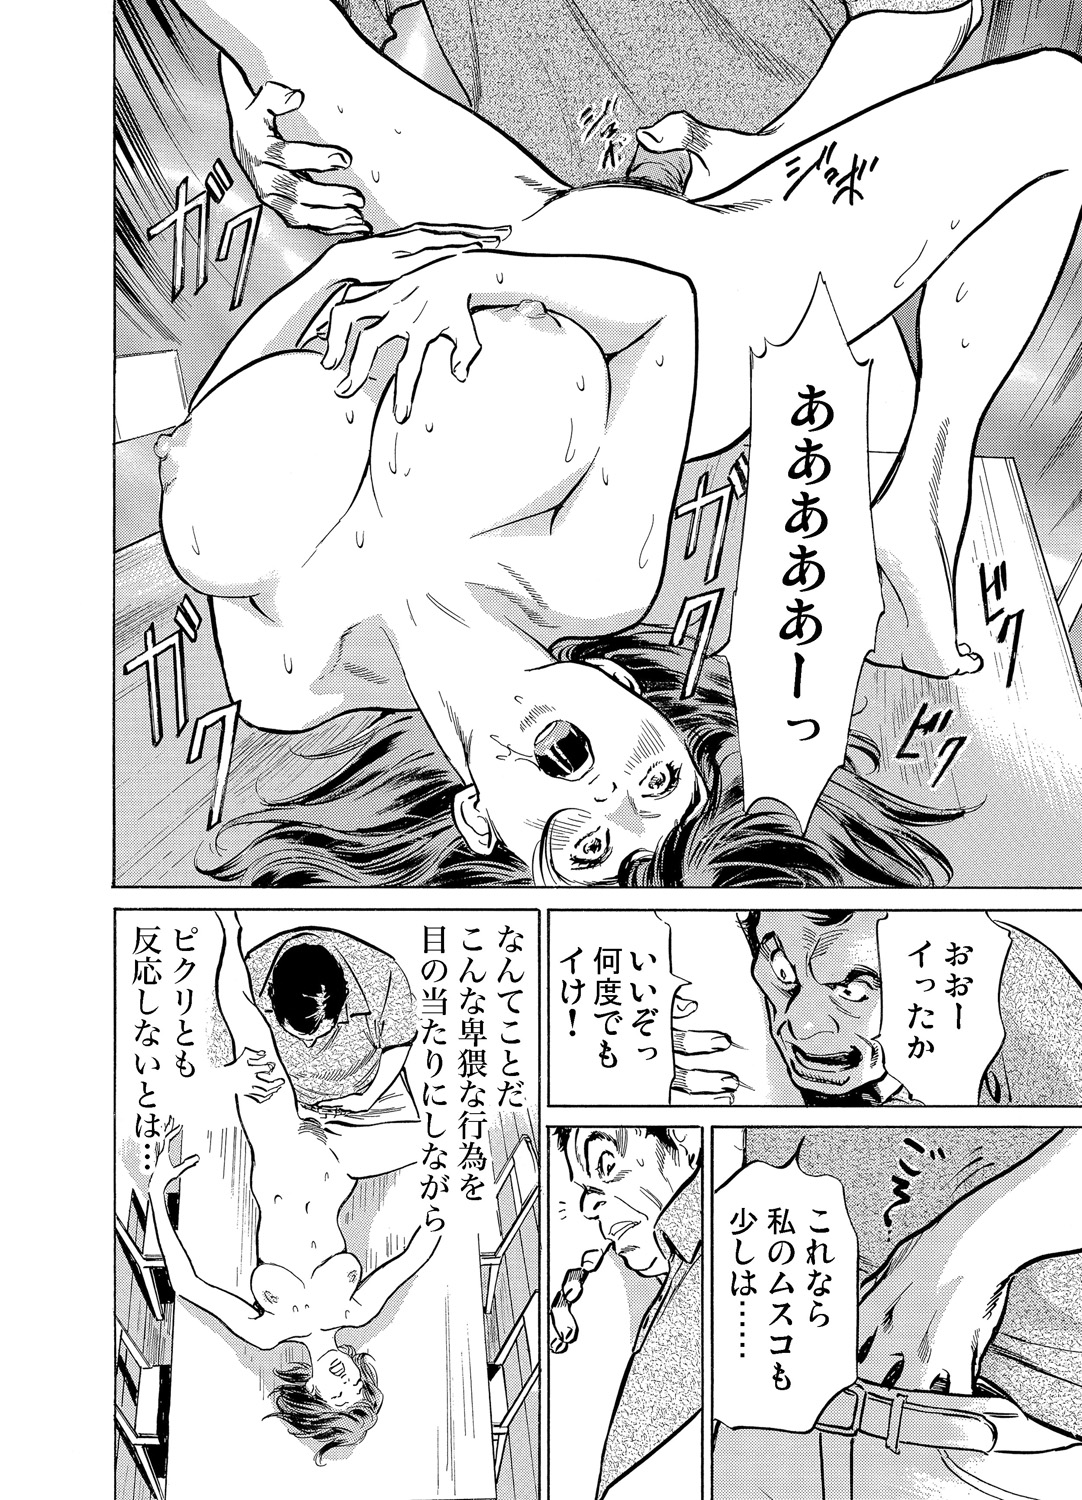 ジュボ
ジュボ
ガク
ガク
ガク
ああああああーっ
ビク
ビク
おおー
イったか
いいぞっ
何度でも
イけ！
ごそ
これなら
私のムスコも
少しは……
なんてことだ
こんな卑猥な行為を
目の当たりにしながら
ピクリとも
反応しないとは…